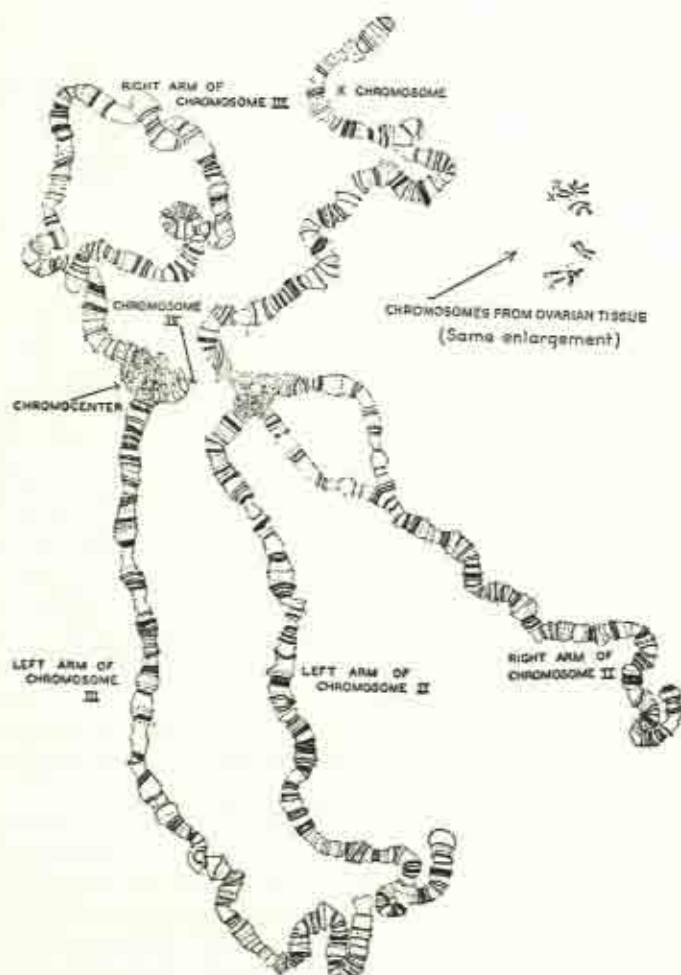 RIGHT ARM OF
CHROMOSOME III
X CHROMOSOME
X
CHROMOSOMES FROM OVARIAN TISSUE
(Same enlargement)
CHROMOSOME
CHROMOCENTER
LEFT ARM OF
CHROMOSOME
III
LEFT ARM OF
CHROMOSOME II
RIGHT ARM OF
CHROMOSOME II